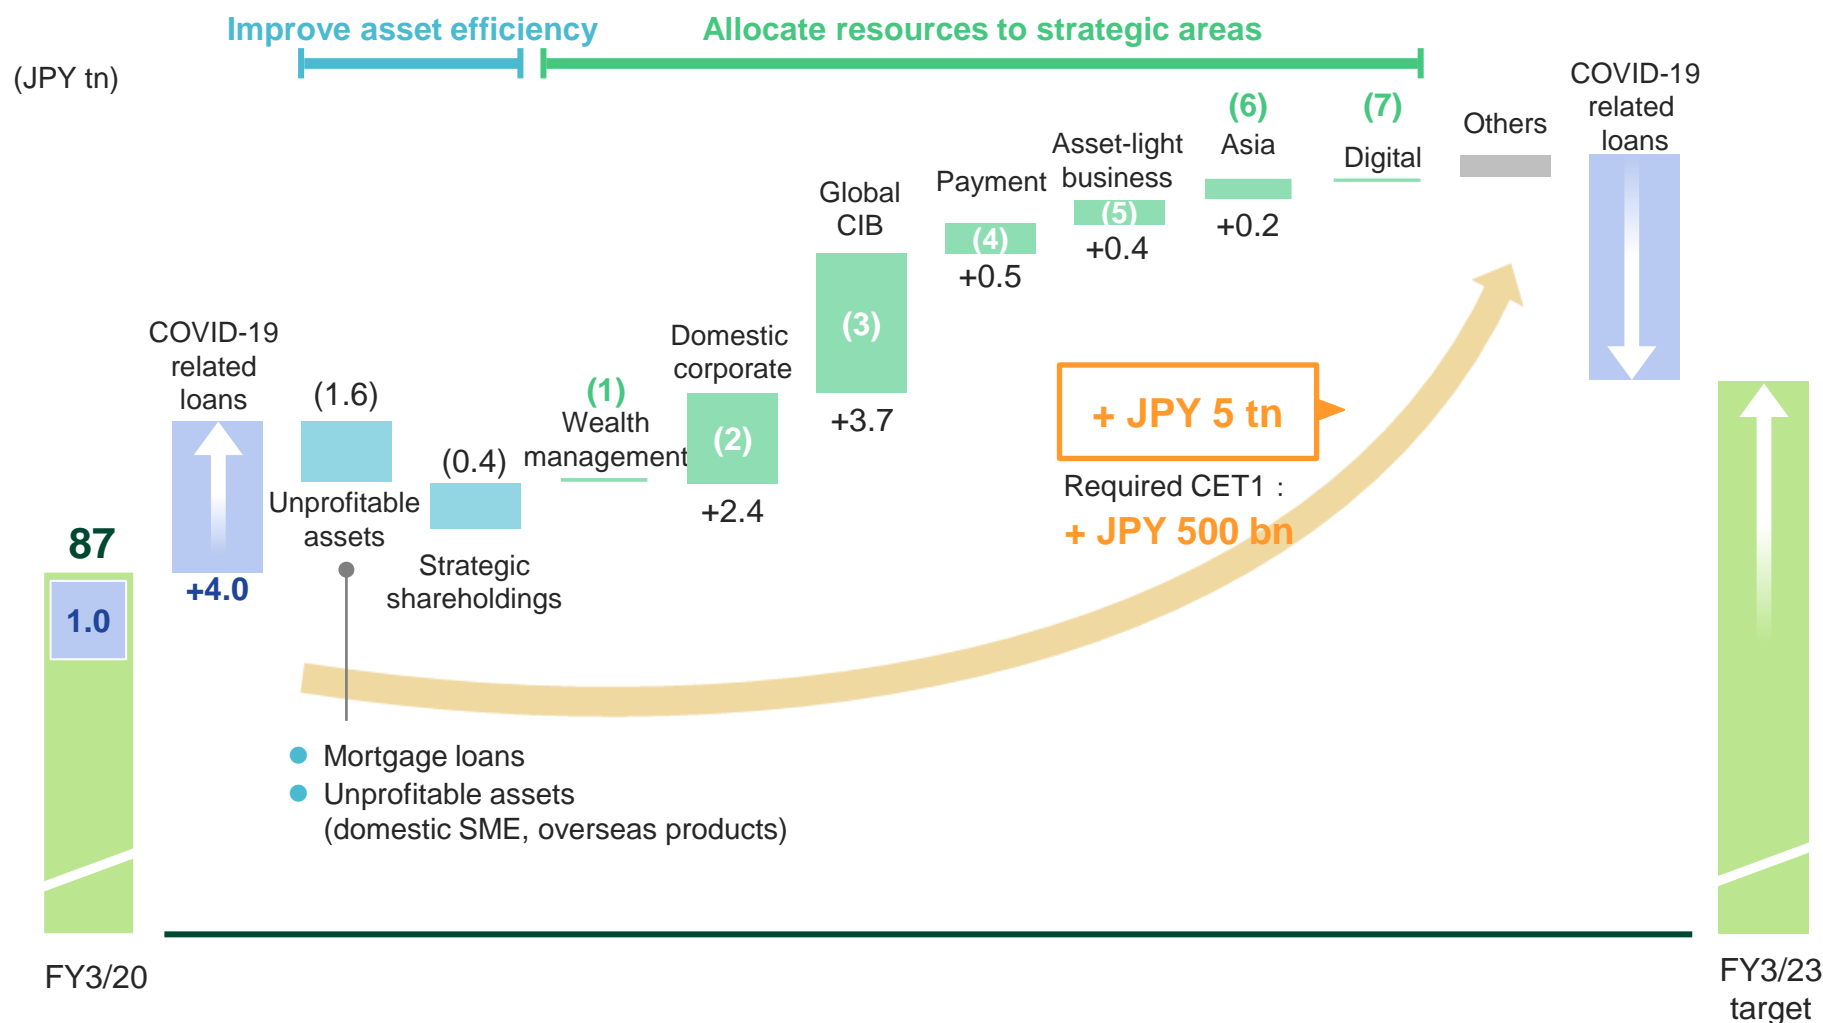 Improve asset efficiency
Allocate resources to strategic areas
(JPY tn)
87
1.0
FY3/20
COVID-19
related
loans
+4.0
(1.6)
Unprofitable
assets
(0.4)
Strategic
shareholdings
Mortgage loans
Unprofitable assets
(domestic SME, overseas products)
(1)
Wealth
management
Domestic
corporate
(2)
+2.4
Global
CIB
(3)
+3.7
Payment
(4)
+0.5
Asset-light
business
(5)
+0.4
(6)
Asia
+0.2
(7)
Digital
Others
COVID-19
related
loans
+ JPY 5 tn
Required CET1 :
+ JPY 500 bn
FY3/23
target